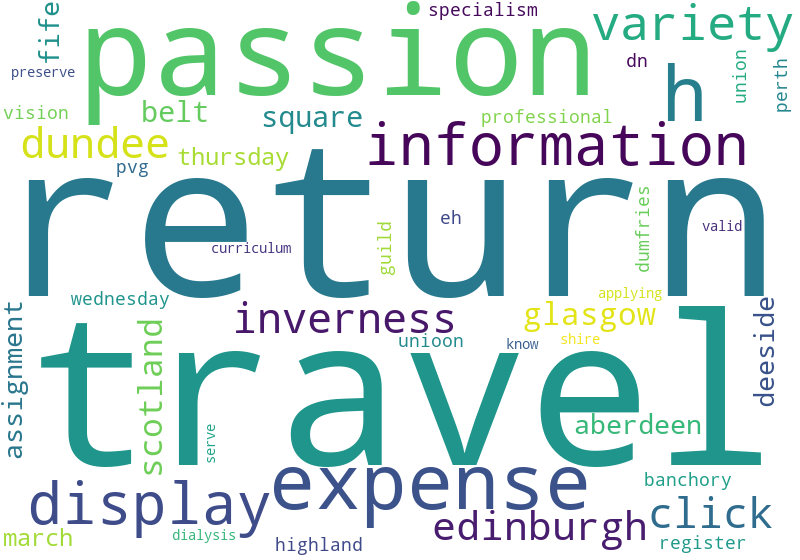 specialism
passion
variety
fife
h
dn
union
perth
preserve
vision
belt
square
professional
dundee
information
thursday
pvg
return
eh
guild
dumfries
valid
curriculum
wednesday
applying
inverness
glasgow
unioon
know
shire
assignment
scotland
deeside
travel
aberdeen
serve
expense
display
banchory
edinburgh
click
march
dialysis
highland
register